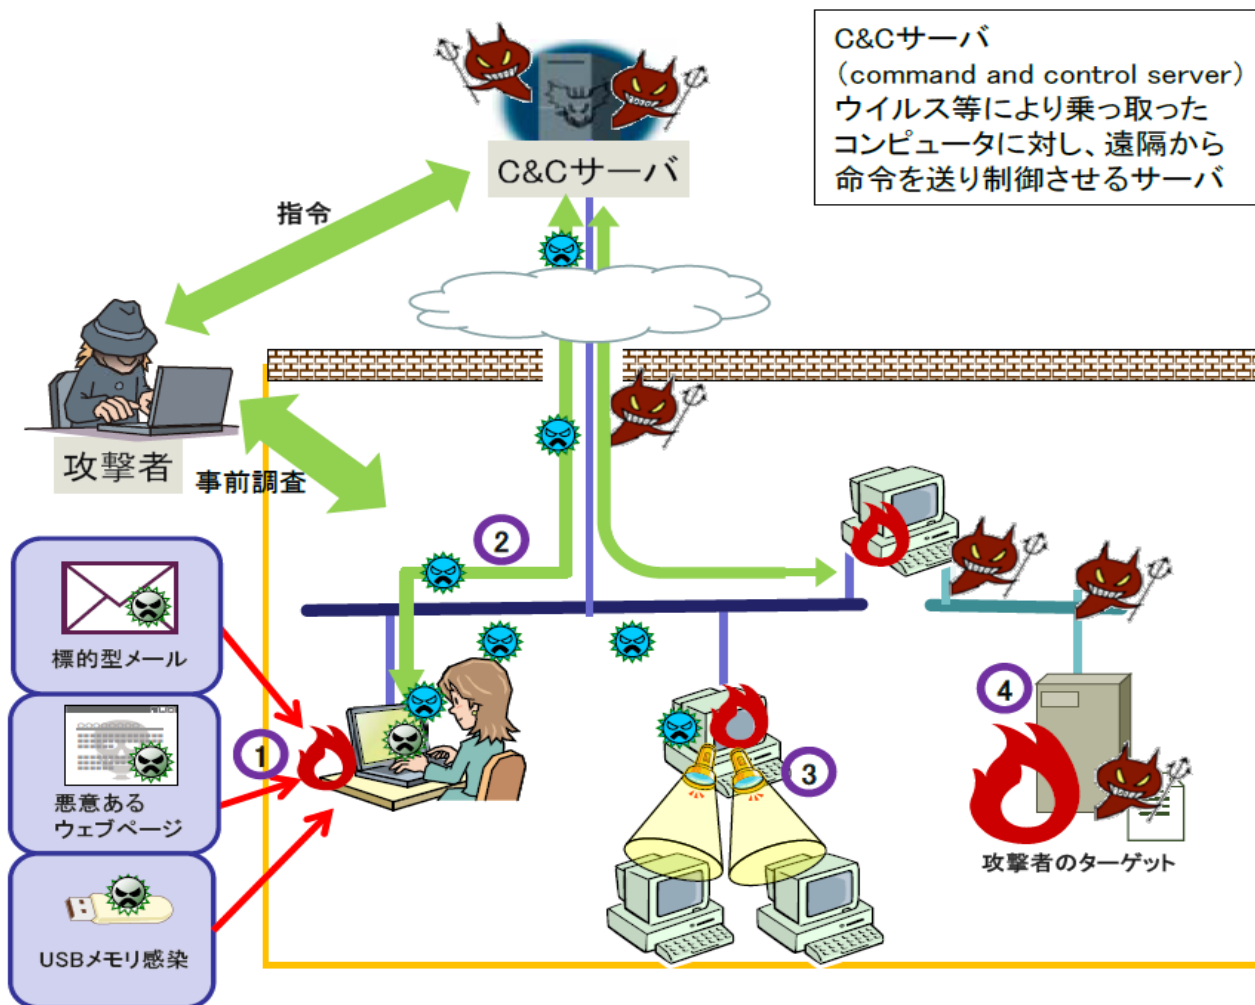 C&Cサーバ
(command and control server)
ウイルス等により乗っ取った
コンピュータに対し、遠隔から
命令を送り制御させるサーバ
C&Cサーバ
指令
攻撃者
事前調査
②
標的型メール
①
悪意ある
ウェブページ
USBメモリ感染
③
④
攻撃者のターゲット